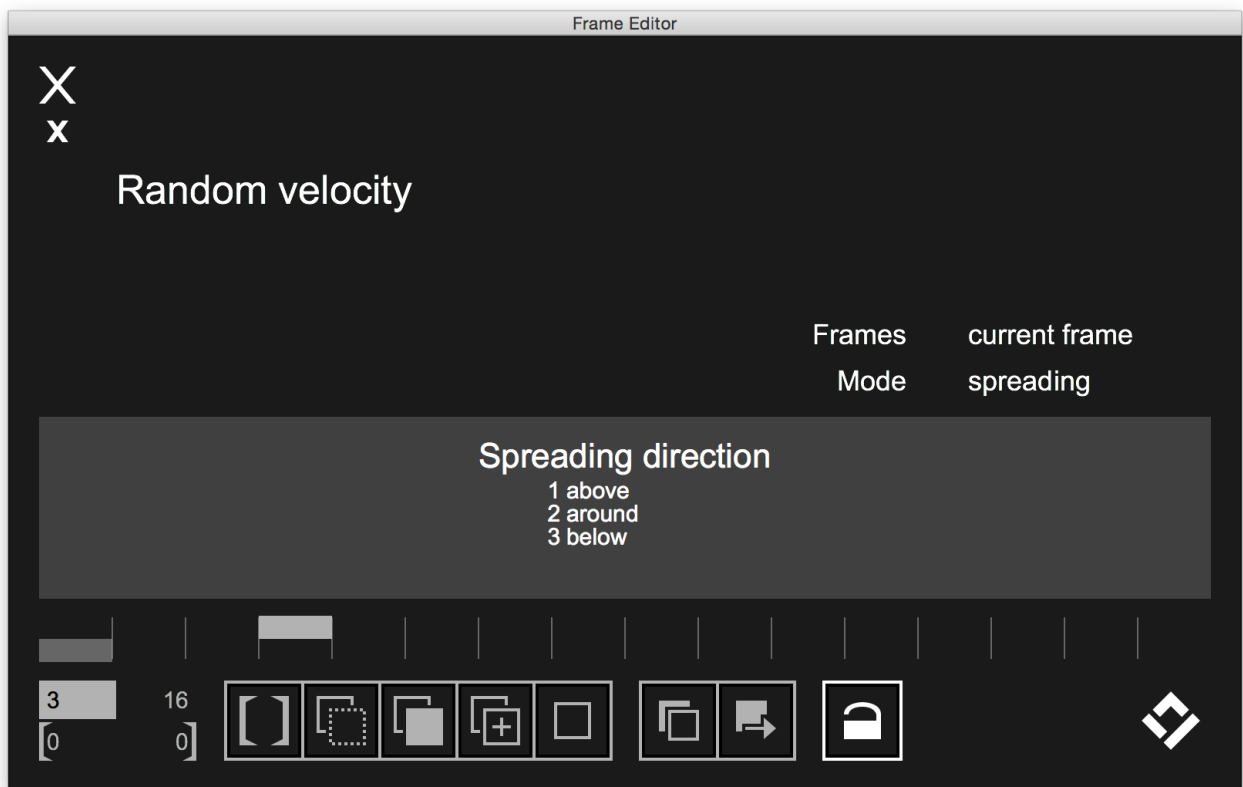 Frame Editor
X
x
Random velocity
Frames current frame
Mode spreading
Spreading direction
1 above
2 around
3 below
3 16
0 0